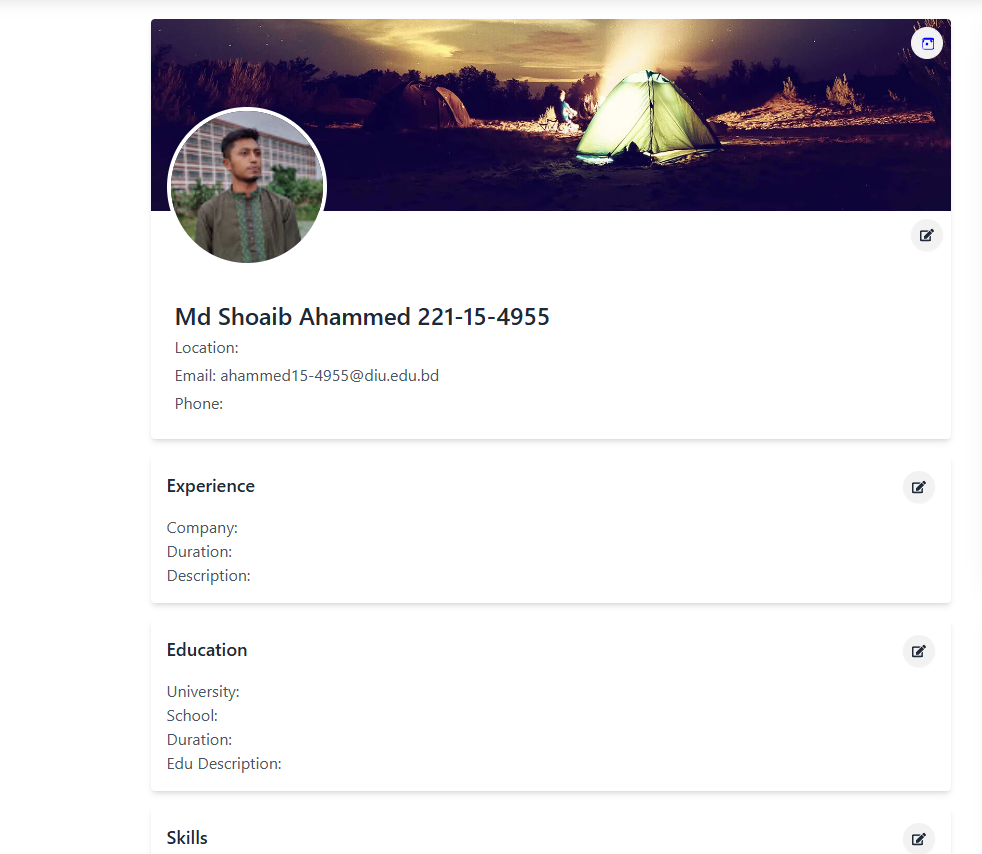 Md Shoaib Ahammed 221-15-4955
Location:
Email: ahammed15-4955@diu.edu.bd
Phone:
Experience
Company:
Duration:
Description:
Education
University:
School:
Duration:
Edu Description:
Skills